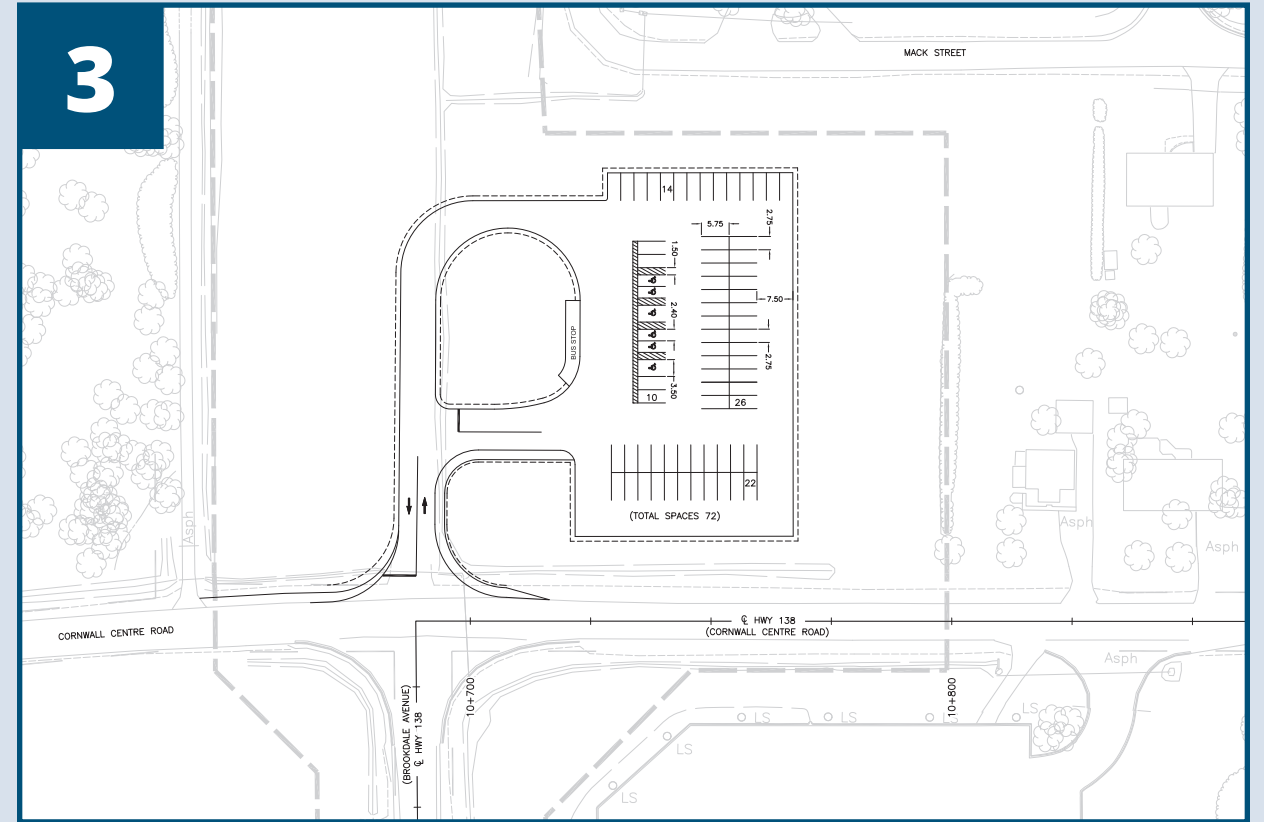 3
MACK STREET
14
2.75
5.75
1.50
7.50
2.40
BUS STOP
2.75
3.50
10
26
22
(TOTAL SPACES 72)
Asph
Asph
Asph
CORNWALL CENTRE ROAD
℄ HWY 138
(CORNWALL CENTRE ROAD)
Asph
10+700
10+800
(BROOKDALE AVENUE)
℄ HWY 138
LS
LS
LS
LS
LS
LS